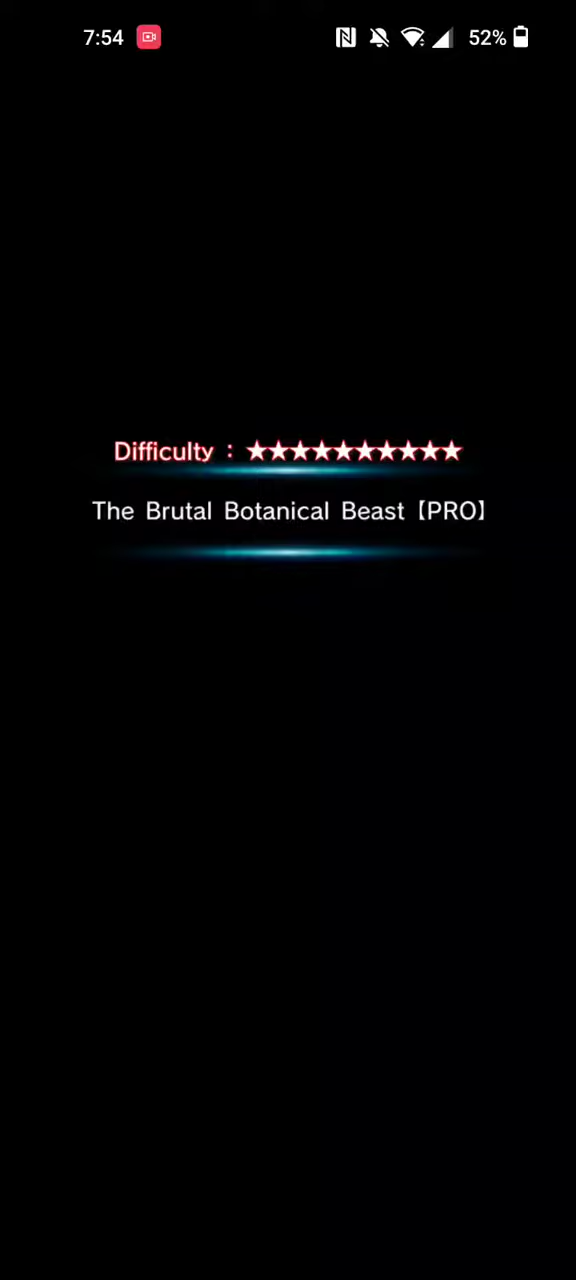 7:54 52%
Difficulty : ★★★★★★★★★★
The Brutal Botanical Beast【PRO】